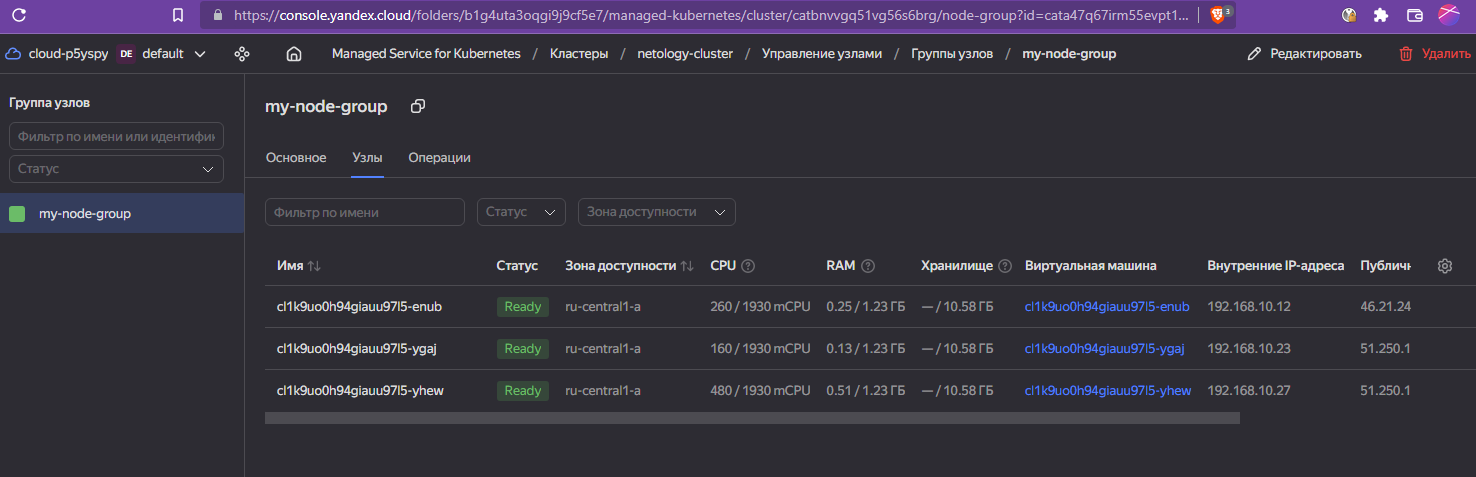 https://console.yandex.cloud/folders/b1g4uta3oqgi9j9cf5e7/managed-kubernetes/cluster/catbnvvgq51vg56s6brg/node-group?id=cata47q67irm55evpt1... 3
cloud-p5yspy DE default Managed Service for Kubernetes / Кластеры / netology-cluster / Управление узлами / Группы узлов / my-node-group Редактировать Удалить
Группа узлов
Фильтр по имени или идентифик
Статус
my-node-group
my-node-group
Основное Узлы Операции
Фильтр по имени Статус Зона доступности
Имя Статус Зона доступности CPU RAM Хранилище Виртуальная машина Внутренние IP-адреса Публичн
cl1k9uo0h94giauu97l5-enub Ready ru-central1-a 260 / 1930 mCPU 0.25 / 1.23 ГБ — / 10.58 ГБ cl1k9uo0h94giauu97l5-enub 192.168.10.12 46.21.24
cl1k9uo0h94giauu97l5-ygaj Ready ru-central1-a 160 / 1930 mCPU 0.13 / 1.23 ГБ — / 10.58 ГБ cl1k9uo0h94giauu97l5-ygaj 192.168.10.23 51.250.1
cl1k9uo0h94giauu97l5-yhew Ready ru-central1-a 480 / 1930 mCPU 0.51 / 1.23 ГБ — / 10.58 ГБ cl1k9uo0h94giauu97l5-yhew 192.168.10.27 51.250.1